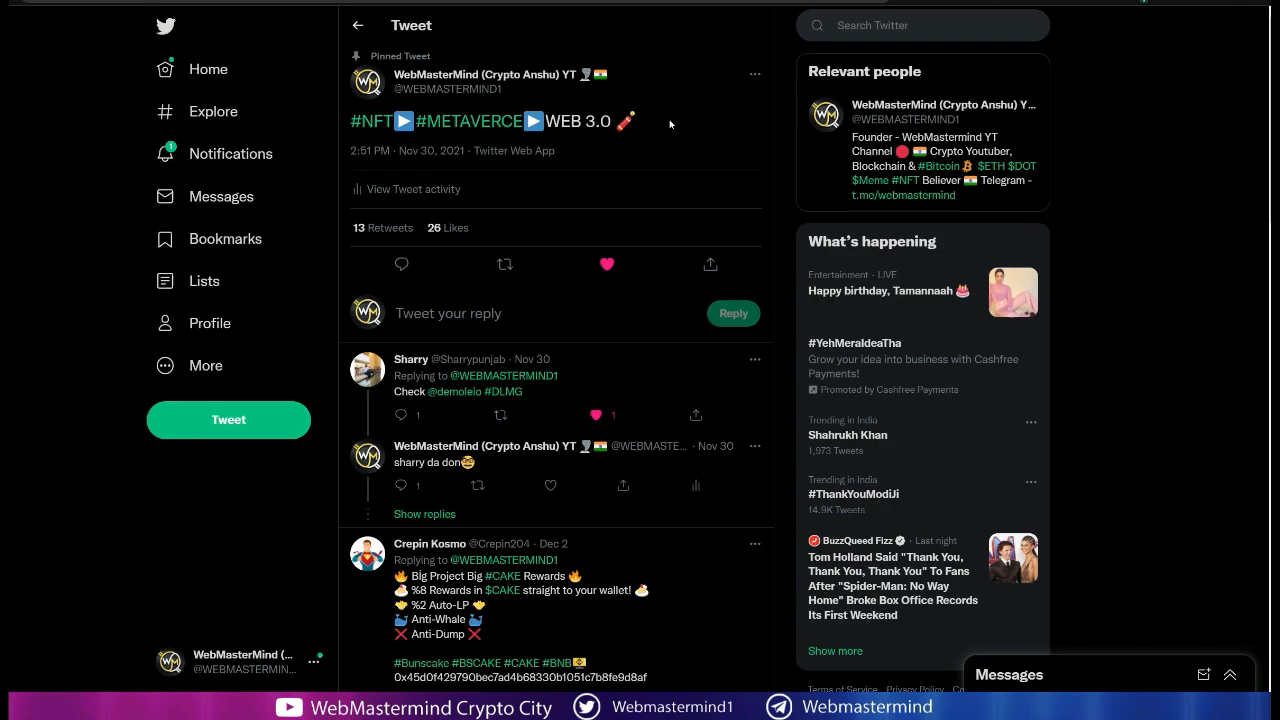 Home
Explore
1
Notifications
Messages
Bookmarks
Lists
Profile
More
Tweet
WebMasterMind (...
@WEBMASTERMIN...
Tweet
Pinned Tweet
WebMasterMind (Crypto Anshu) YT
@WEBMASTERMIND1
#NFT #METAVERCE WEB 3.0
2:51 PM · Nov 30, 2021 · Twitter Web App
View Tweet activity
13 Retweets 26 Likes
Tweet your reply
Reply
Sharry @Sharrypunjab · Nov 30
Replying to @WEBMASTERMIND1
Check @demoleio #DLMG
1 1
WebMasterMind (Crypto Anshu) YT @WEBMASTE... · Nov 30
sharry da don
1
Show replies
Crepin Kosmo @Crepin204 · Dec 2
Replying to @WEBMASTERMIND1
Big Project Big #CAKE Rewards
%8 Rewards in $CAKE straight to your wallet!
%2 Auto-LP
Anti-Whale
Anti-Dump
#Bunscake #BSCAKE #CAKE #BNB
0x45d0f429790bec7ad4b68330b1051c7b8fe9d8af
Search Twitter
Relevant people
WebMasterMind (Crypto Anshu) Y...
@WEBMASTERMIND1
Founder - WebMastermind YT
Channel Crypto Youtuber,
Blockchain & #Bitcoin $ETH $DOT
$Meme #NFT Believer Telegram -
t.me/webmastermind
What's happening
Entertainment · LIVE
Happy birthday, Tamannaah
#YehMeraIdeaTha
Grow your idea into business with Cashfree
Payments!
Promoted by Cashfree Payments
Trending in India
Shahrukh Khan
1,973 Tweets
Trending in India
#ThankYouModiJi
14.9K Tweets
BuzzQueed Fizz · Last night
Tom Holland Said "Thank You,
Thank You, Thank You" To Fans
After "Spider-Man: No Way
Home" Broke Box Office Records
Its First Weekend
Show more
Terms of Service Privacy Policy
Messages
WebMastermind Crypto City
Webmastermind1
Webmastermind